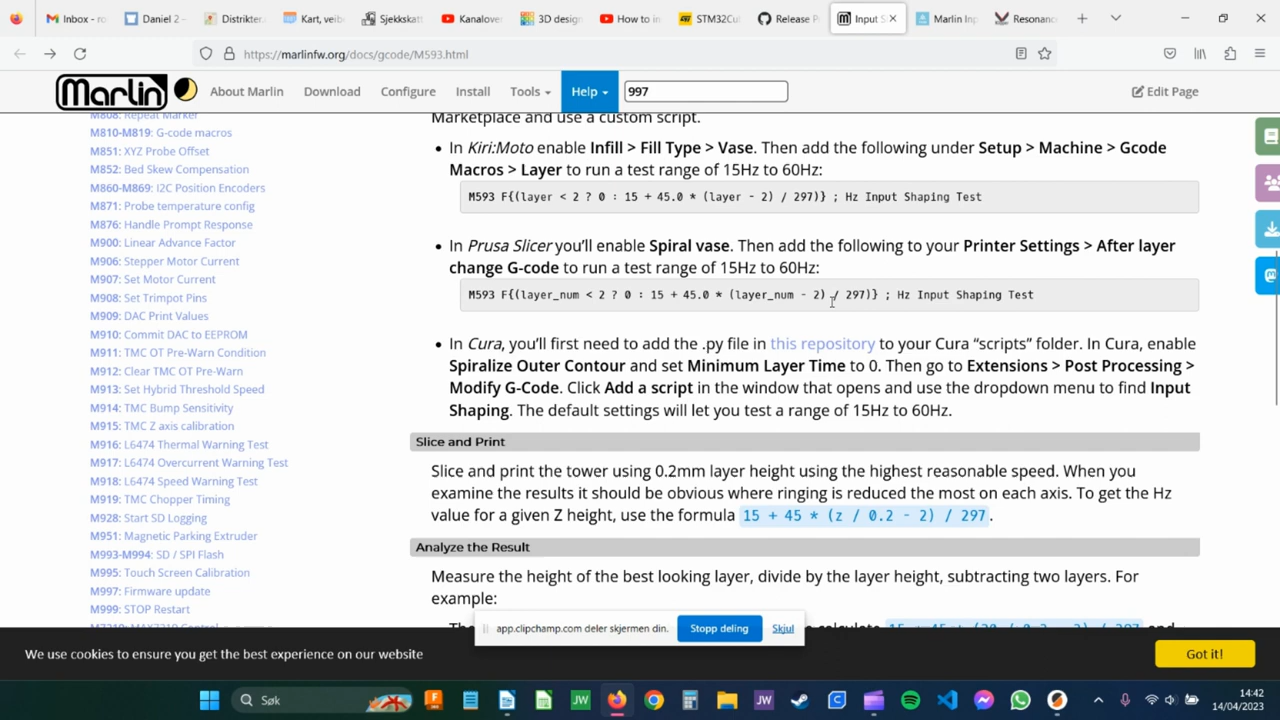 Inbox - ro
Daniel 2 –
Distrikter.
Kart, veibe
Sjekkskatt
Kanalover
3D design
How to in
STM32Cu
Release P
Input S
Marlin Inp
Resonance
https://marlinfw.org/docs/gcode/M593.html
Marlin
About Marlin
Download
Configure
Install
Tools
Help
997
Edit Page
M808: Repeat Marker
M810-M819: G-code macros
M851: XYZ Probe Offset
M852: Bed Skew Compensation
M860-M869: I2C Position Encoders
M871: Probe temperature config
M876: Handle Prompt Response
M900: Linear Advance Factor
M906: Stepper Motor Current
M907: Set Motor Current
M908: Set Trimpot Pins
M909: DAC Print Values
M910: Commit DAC to EEPROM
M911: TMC OT Pre-Warn Condition
M912: Clear TMC OT Pre-Warn
M913: Set Hybrid Threshold Speed
M914: TMC Bump Sensitivity
M915: TMC Z axis calibration
M916: L6474 Thermal Warning Test
M917: L6474 Overcurrent Warning Test
M918: L6474 Speed Warning Test
M919: TMC Chopper Timing
M928: Start SD Logging
M951: Magnetic Parking Extruder
M993-M994: SD / SPI Flash
M995: Touch Screen Calibration
M997: Firmware update
M999: STOP Restart
M7219: MAX7219 Control
Marketplace and use a custom script.
• In Kiri:Moto enable Infill > Fill Type > Vase. Then add the following under Setup > Machine > Gcode
Macros > Layer to run a test range of 15Hz to 60Hz:
M593 F{(layer < 2 ? 0 : 15 + 45.0 * (layer - 2) / 297)} ; Hz Input Shaping Test
• In Prusa Slicer you’ll enable Spiral vase. Then add the following to your Printer Settings > After layer
change G-code to run a test range of 15Hz to 60Hz:
M593 F{(layer_num < 2 ? 0 : 15 + 45.0 * (layer_num - 2) / 297)} ; Hz Input Shaping Test
• In Cura, you’ll first need to add the .py file in this repository to your Cura “scripts” folder. In Cura, enable
Spiralize Outer Contour and set Minimum Layer Time to 0. Then go to Extensions > Post Processing >
Modify G-Code. Click Add a script in the window that opens and use the dropdown menu to find Input
Shaping. The default settings will let you test a range of 15Hz to 60Hz.
Slice and Print
Slice and print the tower using 0.2mm layer height using the highest reasonable speed. When you
examine the results it should be obvious where ringing is reduced the most on each axis. To get the Hz
value for a given Z height, use the formula 15 + 45 * (z / 0.2 - 2) / 297.
Analyze the Result
Measure the height of the best looking layer, divide by the layer height, subtracting two layers. For
example:
app.clipchamp.com deler skjermen din.
Stopp deling
Skjul
We use cookies to ensure you get the best experience on our website
Got it!
Søk
JW
JW
14:42
14/04/2023